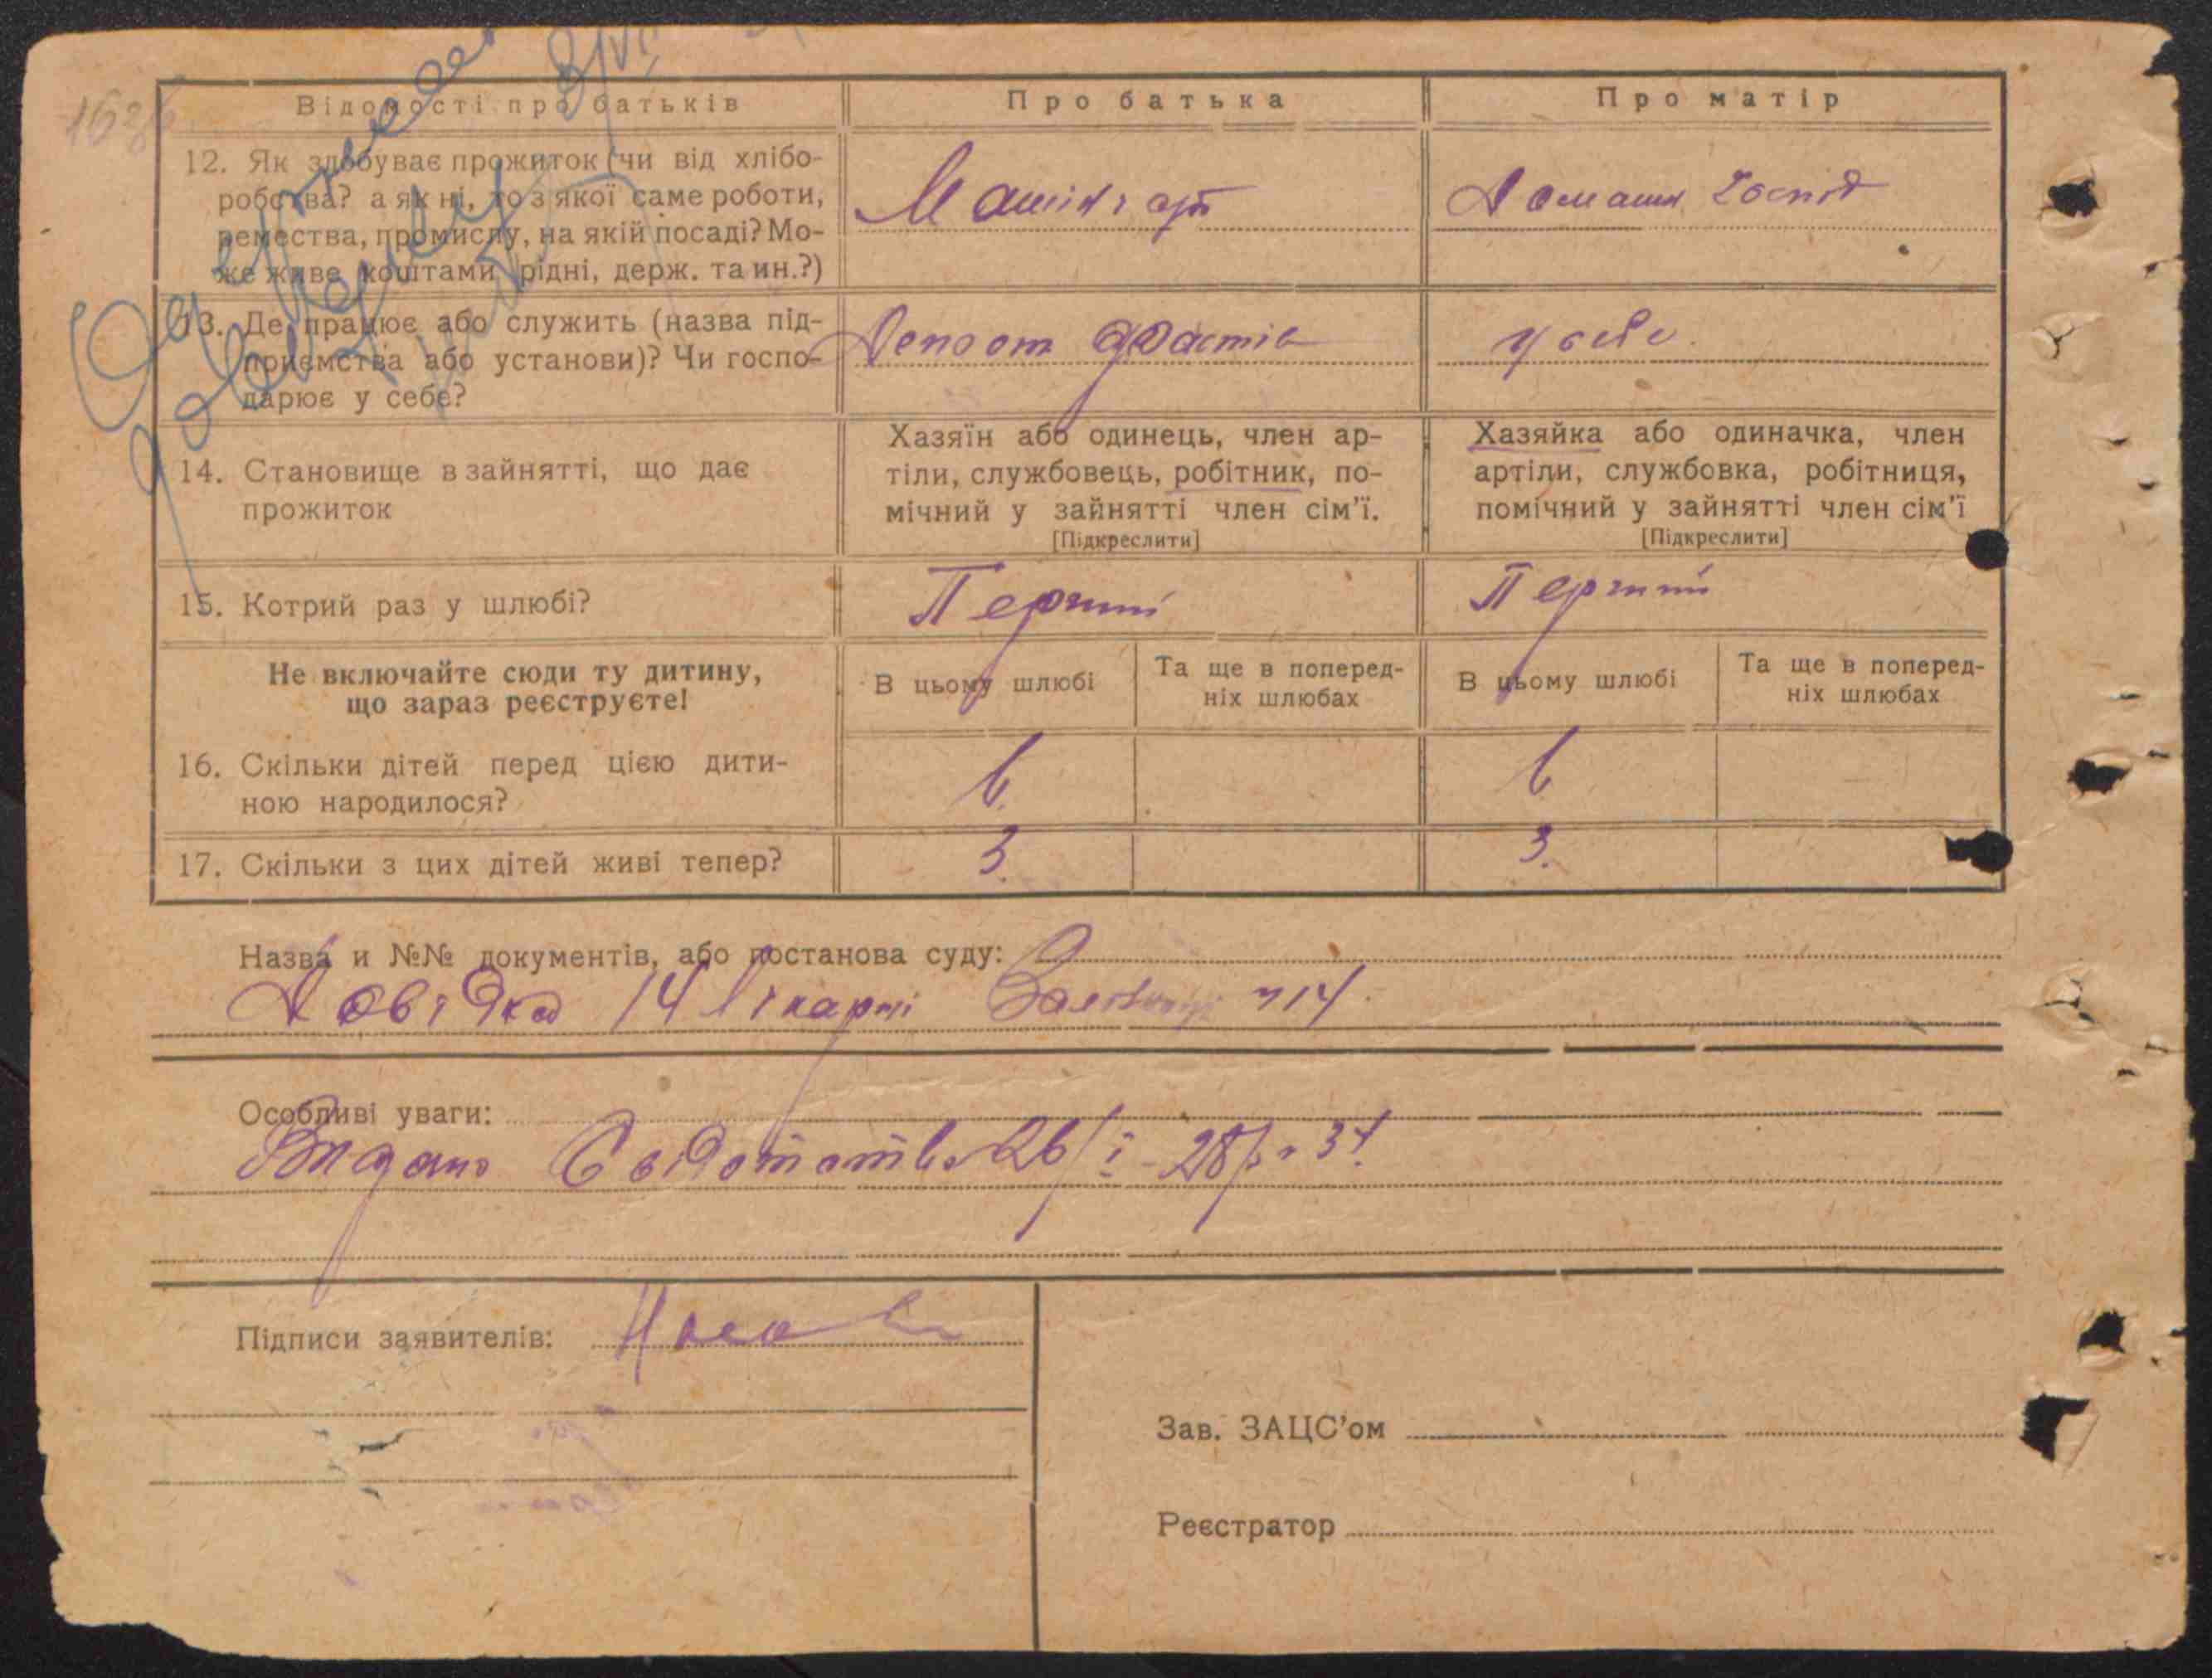 Відомості про батьків
Про батька
Про матір
12. Як здобуває прожиток (чи від хлібо-
робства? а як ні, то з якої саме роботи,
ремества, промислу, на якій посаді? Мо-
же живе коштами рідні, держ. та ин.?)
Домашн господ
13. Де працює або служить (назва під-
приємства або установи)? Чи госпо-
дарює у себе?
Депо ст Фастів
у себе.
14. Становище в зайнятті, що дає
прожиток
Хазяїн або одинець, член ар-
тіли, службовець, робітник, по-
мічний у зайнятті член сім'ї.
[Підкреслити]
Хазяйка або одиначка, член
артіли, службовка, робітниця,
помічний у зайнятті член сім'ї
[Підкреслити]
15. Котрий раз у шлюбі?
Перший
Перший
Не включайте сюди ту дитину,
що зараз реєструєте!
В цьому шлюбі
Та ще в поперед-
ніх шлюбах
В цьому шлюбі
Та ще в поперед-
ніх шлюбах
16. Скільки дітей перед цією дити-
ною народилося?
6.
6
17. Скільки з цих дітей живі тепер?
3.
3.
Назва и №№ документів, або постанова суду:
Довідка 14 лікарні
Особливі уваги:
Видано
Підписи заявителів:
Зав. ЗАЦС'ом
Реєстратор